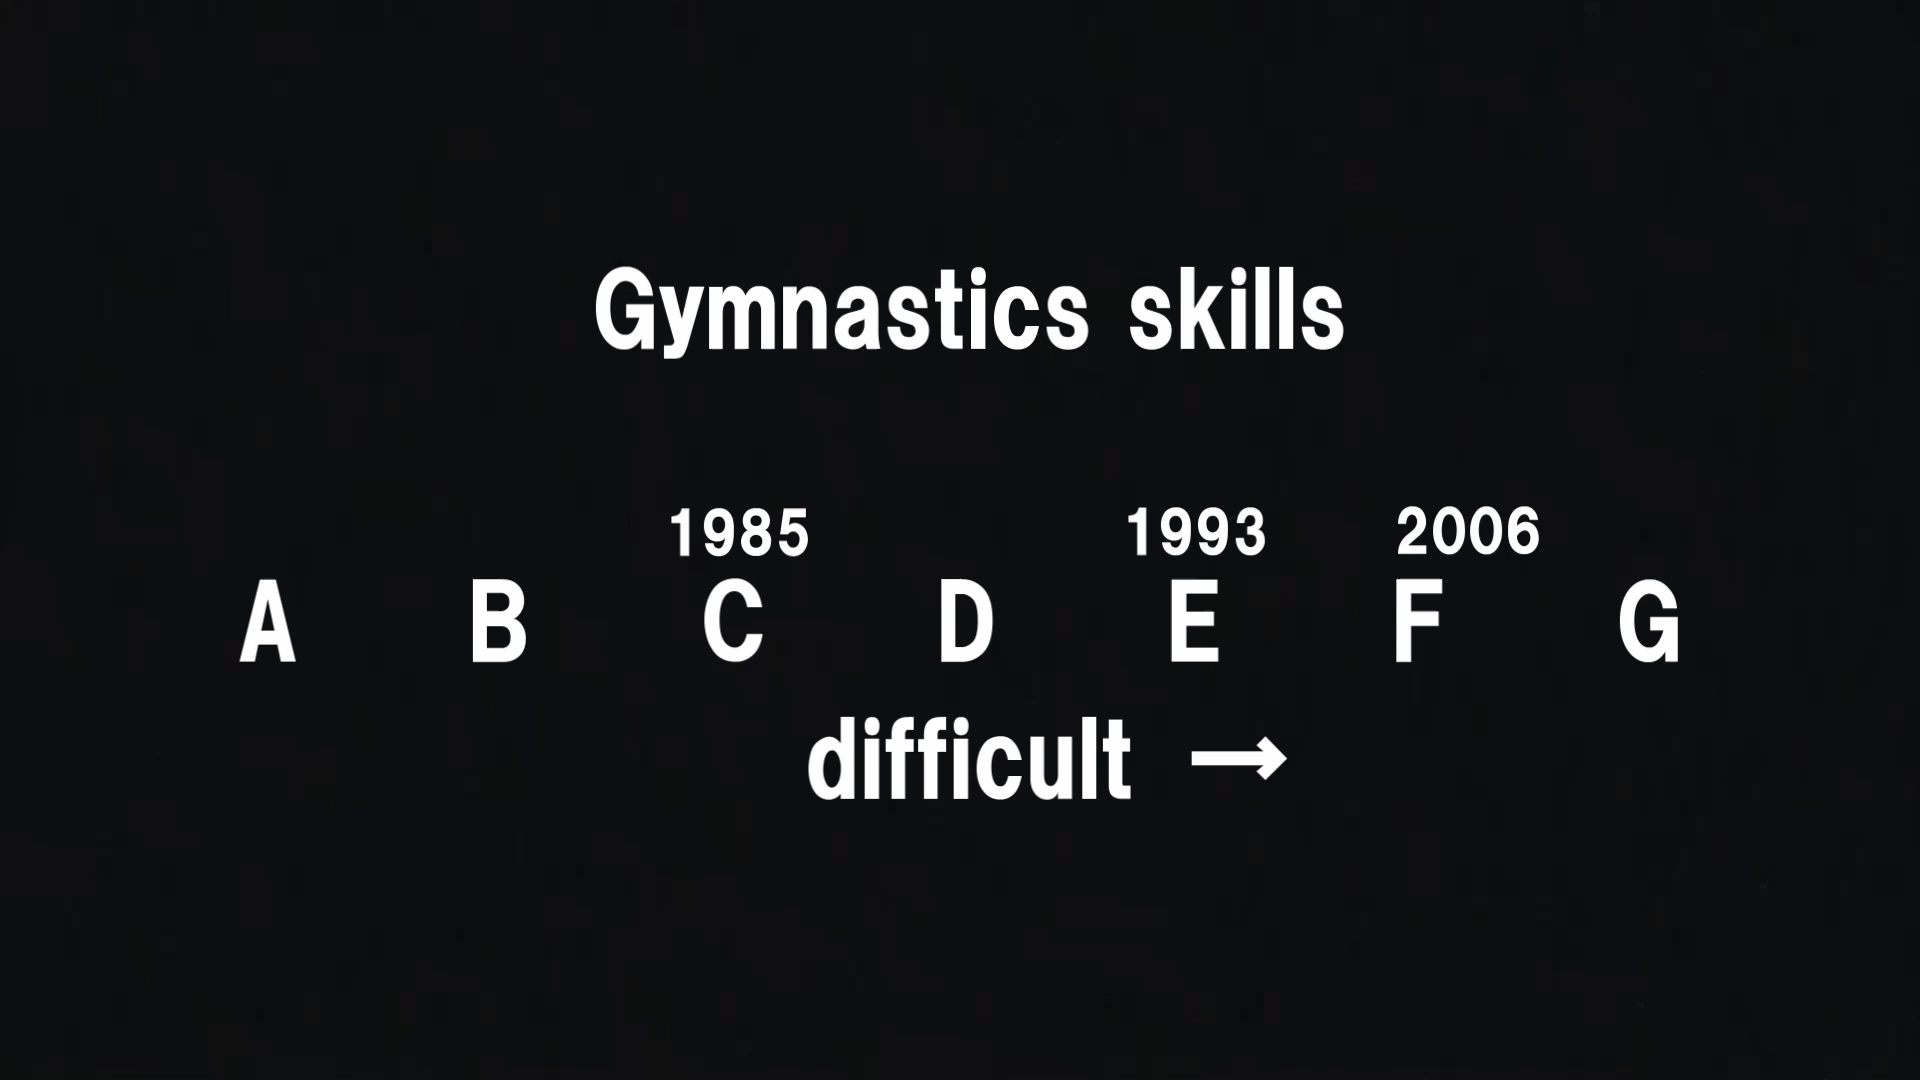 Gymnastics skills
1985 1993 2006
A B C D E F G
difficult →